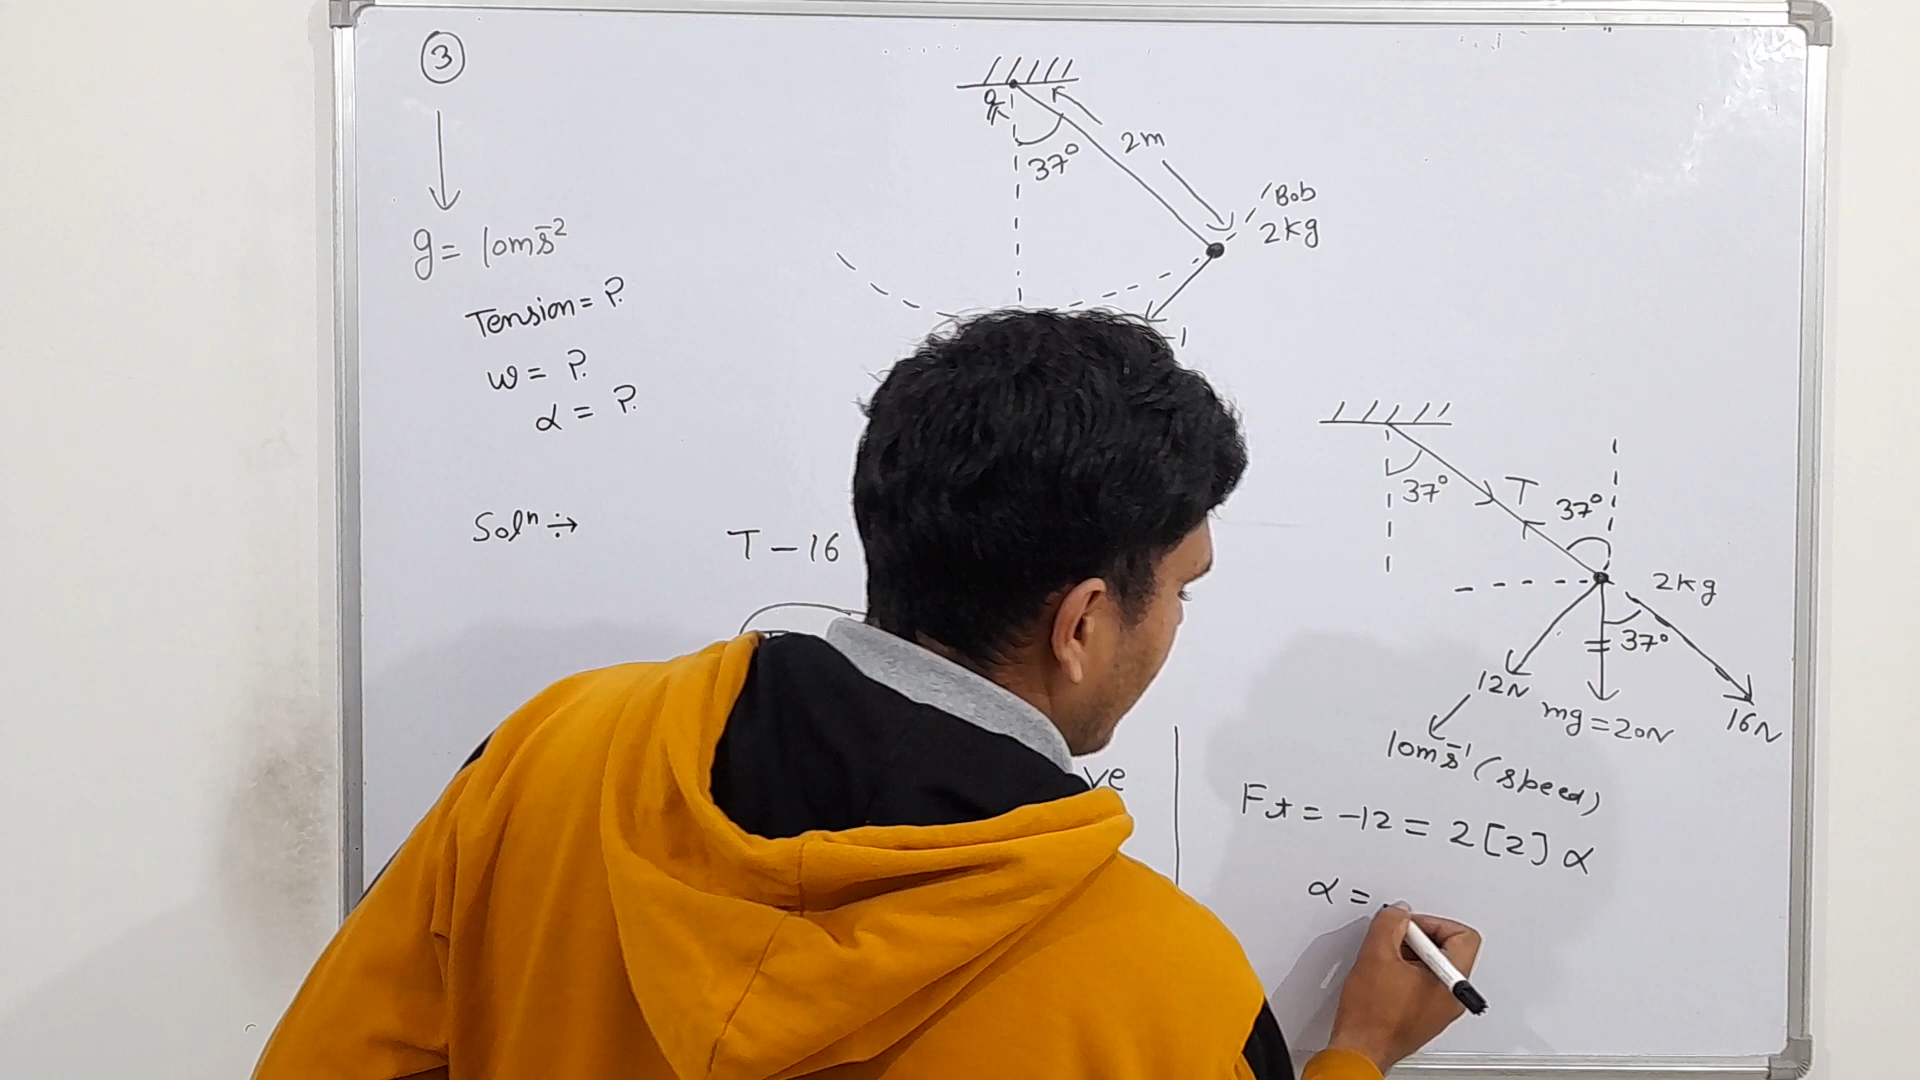 3
g = 10ms⁻²
Tension = ?
ω = ?
α = ?
Solⁿ ÷→
T - 16
ve
37°
2m
Bob
2kg
-1
37°
T
37°
2kg
37°
12N
mg = 20N
16N
10ms⁻¹ (speed)
Ft = -12 = 2[2] α
α =